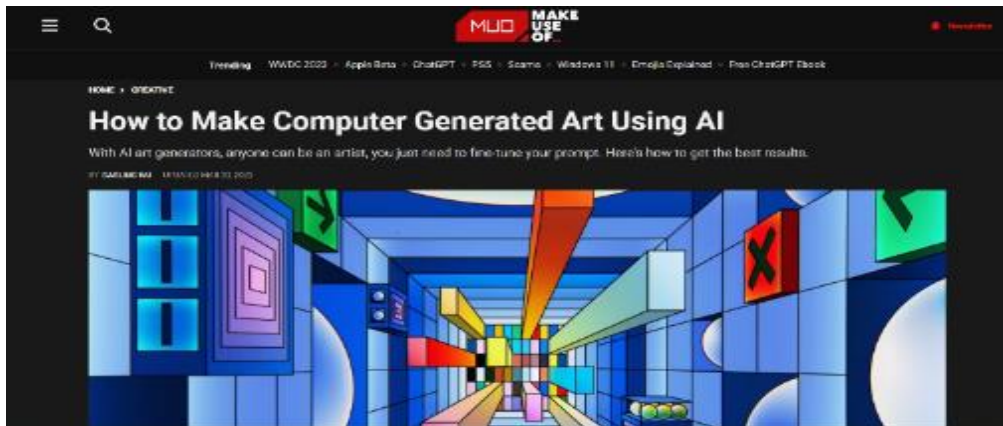 MUO MAKE
USE
OF...
Newsletter
Trending WWDC 2023 Apple Beta ChatGPT PS5 Scams Windows 11 Emojis Explained Free ChatGPT Ebook
HOME > CREATIVE
How to Make Computer Generated Art Using AI
With AI art generators, anyone can be an artist, you just need to fine-tune your prompt. Here's how to get the best results.
BY